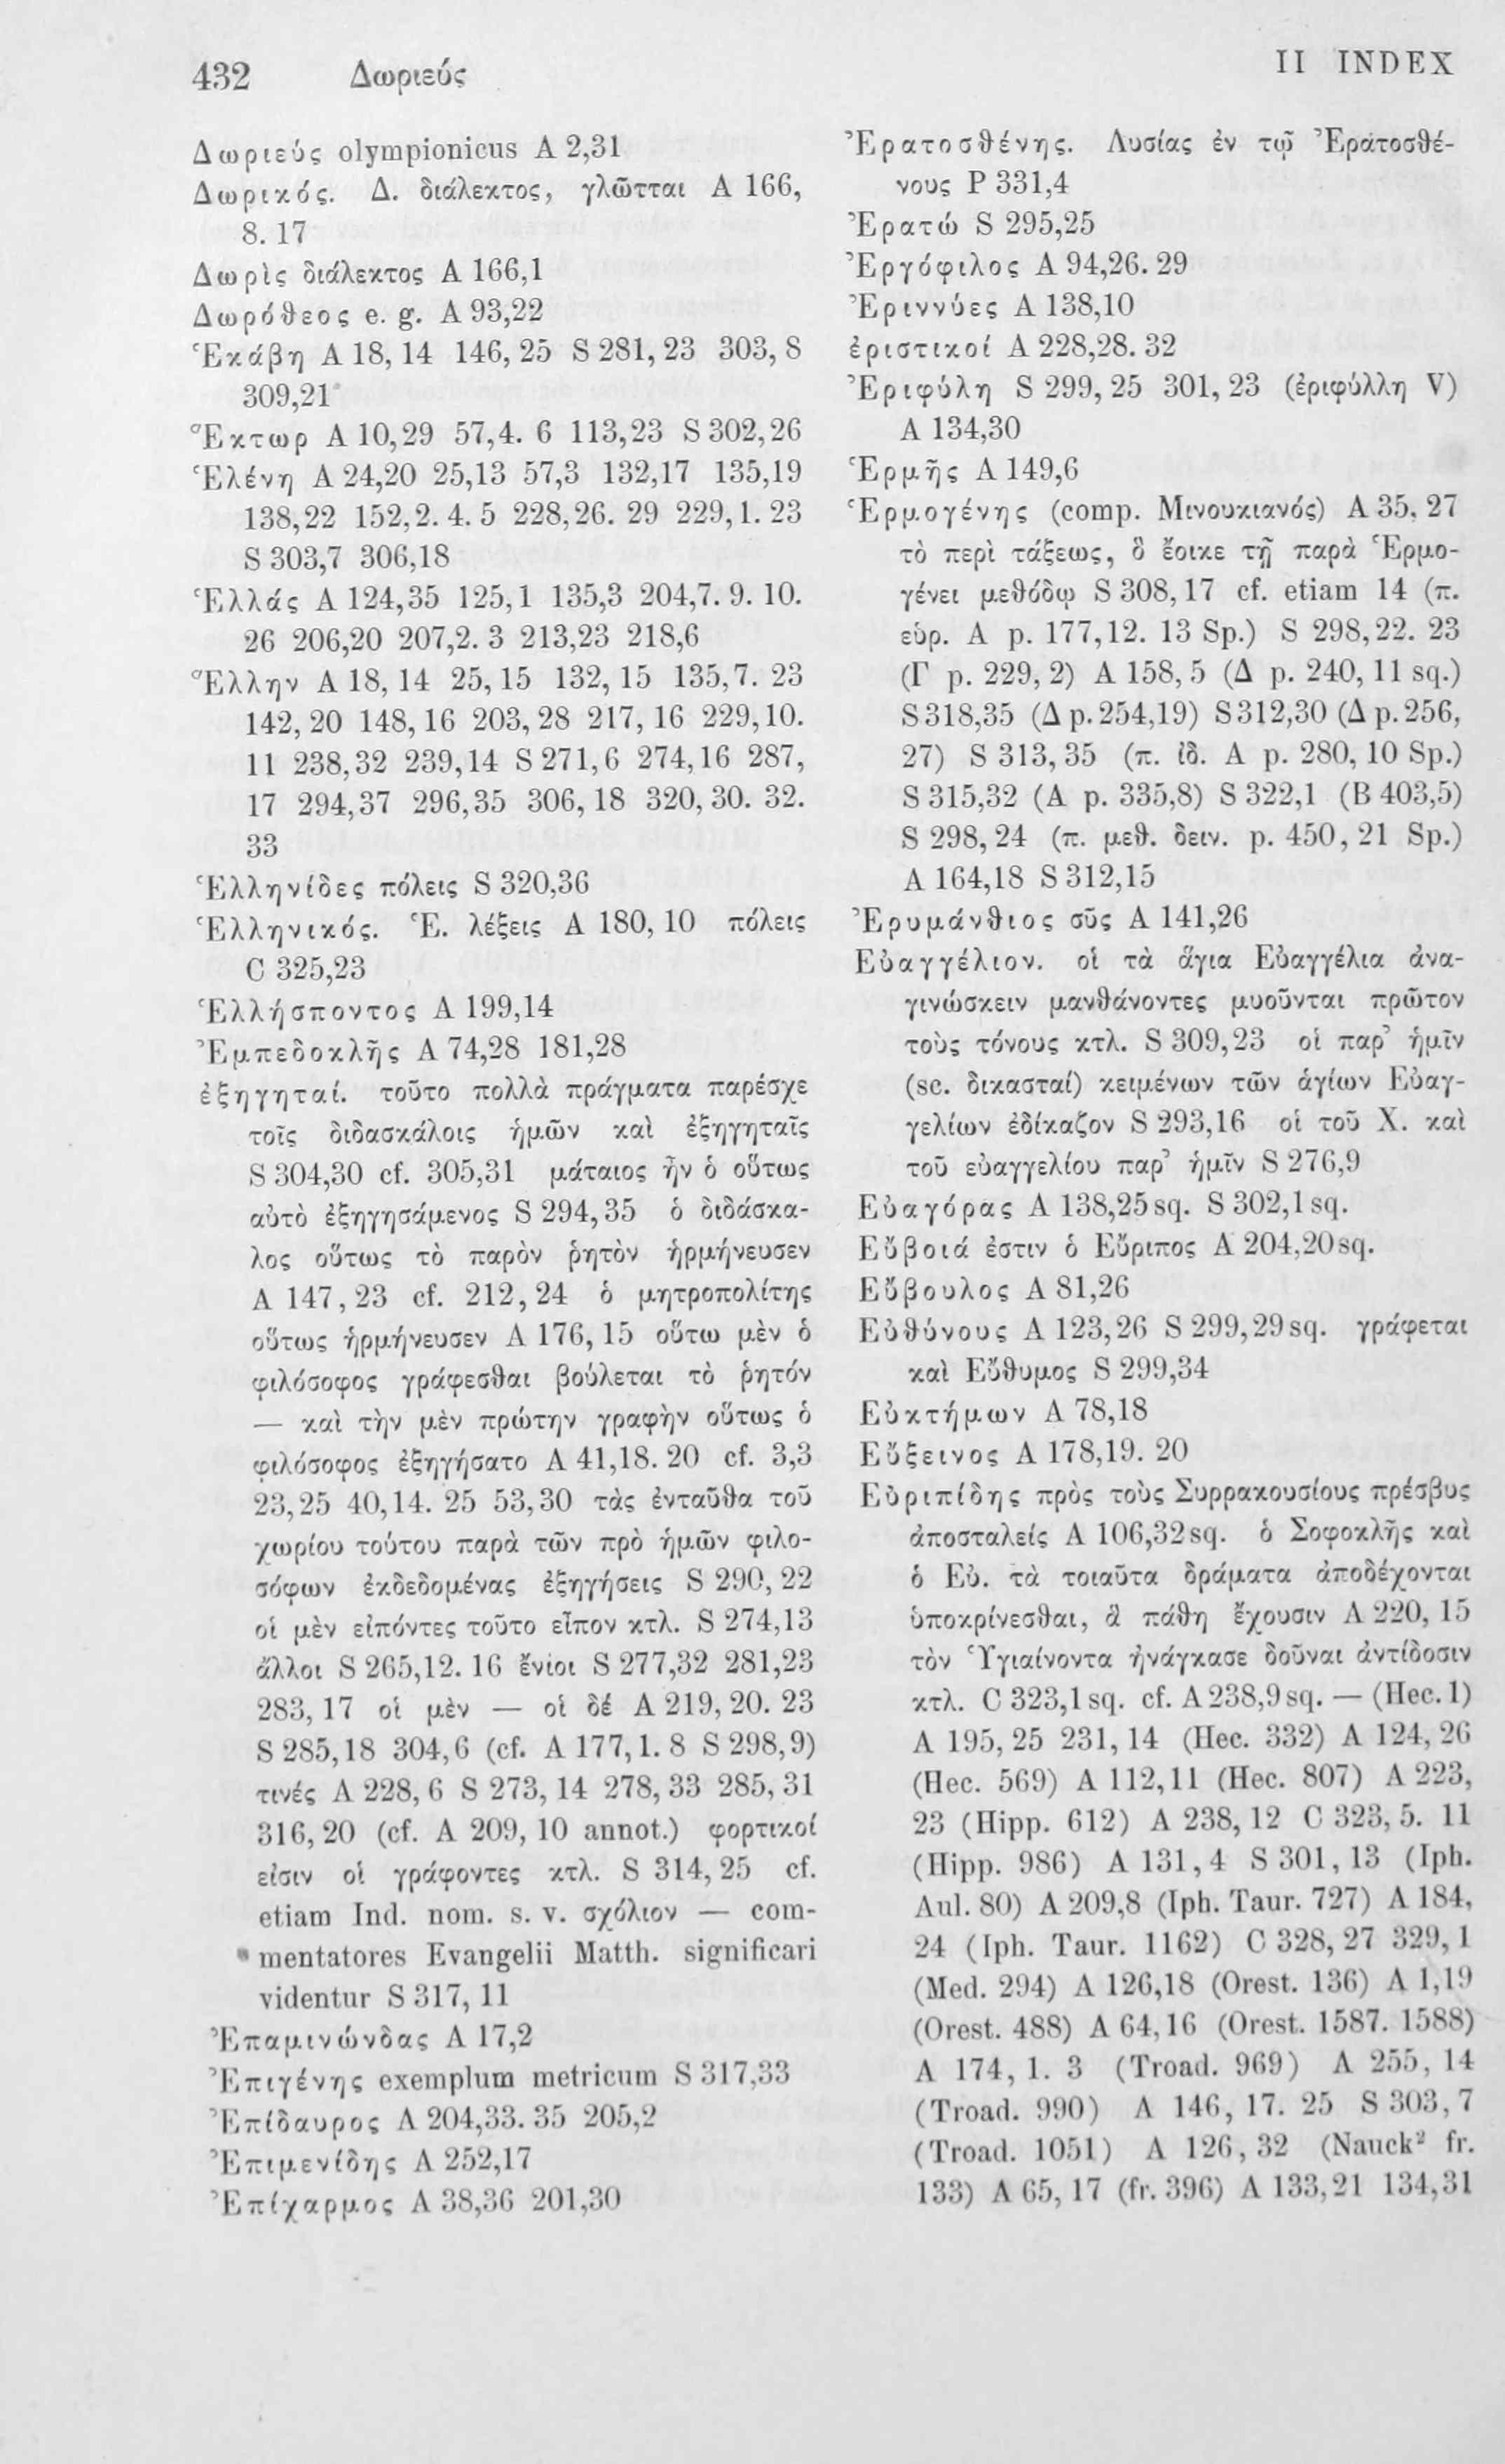 432 Δωριεύς II INDEX
Δωριεύς olympionicus A 2,31
Δωρικός. Δ. διάλεκτος, γλῶτται A 166,
8. 17
Δωρὶς διάλεκτος A 166,1
Δωρόθεος e. g. A 93,22
Ἑκάβη A 18, 14 146, 25 S 281, 23 303, 8
309,21
Ἕκτωρ A 10,29 57,4. 6 113,23 S 302,26
Ἑλένη A 24,20 25,13 57,3 132,17 135,19
138,22 152,2. 4. 5 228,26. 29 229,1. 23
S 303,7 306,18
Ἑλλάς A 124,35 125,1 135,3 204,7. 9. 10.
26 206,20 207,2. 3 213,23 218,6
Ἕλλην A 18, 14 25, 15 132, 15 135, 7. 23
142, 20 148, 16 203, 28 217, 16 229,10.
11 238,32 239,14 S 271,6 274,16 287,
17 294,37 296,35 306, 18 320, 30. 32.
33
Ἑλληνίδες πόλεις S 320,36
Ἑλληνικός. Ἑ. λέξεις A 180, 10 πόλεις
C 325,23
Ἑλλήσποντος A 199,14
Ἐμπεδοκλῆς A 74,28 181,28
ἐξηγηταί. τοῦτο πολλὰ πράγματα παρέσχε
τοῖς διδασκάλοις ἡμῶν καὶ ἐξηγηταῖς
S 304,30 cf. 305,31 μάταιος ἦν ὁ οὕτως
αὐτὸ ἐξηγησάμενος S 294, 35 ὁ διδάσκα-
λος οὕτως τὸ παρὸν ῥητὸν ἡρμήνευσεν
A 147, 23 cf. 212, 24 ὁ μητροπολίτης
οὕτως ἡρμήνευσεν A 176, 15 οὕτω μὲν ὁ
φιλόσοφος γράφεσθαι βούλεται τὸ ῥητόν
— καὶ τὴν μὲν πρώτην γραφὴν οὕτως ὁ
φιλόσοφος ἐξηγήσατο A 41,18. 20 cf. 3,3
23,25 40,14. 25 53,30 τὰς ἐνταῦθα τοῦ
χωρίου τούτου παρὰ τῶν πρὸ ἡμῶν φιλο-
σόφων ἐκδεδομένας ἐξηγήσεις S 290, 22
οἱ μὲν εἰπόντες τοῦτο εἶπον κτλ. S 274,13
ἄλλοι S 265,12. 16 ἔνιοι S 277,32 281,23
283, 17 οἱ μὲν — οἱ δέ A 219, 20. 23
S 285,18 304,6 (cf. A 177,1. 8 S 298,9)
τινές A 228, 6 S 273, 14 278, 33 285, 31
316, 20 (cf. A 209, 10 annot.) φορτικοί
εἰσιν οἱ γράφοντες κτλ. S 314, 25 cf.
etiam Ind. nom. s. v. σχόλιον — com-
mentatores Evangelii Matth. significari
videntur S 317, 11
Ἐπαμινώνδας A 17,2
Ἐπιγένης exemplum metricum S 317,33
Ἐπίδαυρος A 204,33. 35 205,2
Ἐπιμενίδης A 252,17
Ἐπίχαρμος A 38,36 201,30
Ἐρατοσθένης. Λυσίας ἐν τῷ Ἐρατοσθέ-
νους P 331,4
Ἐρατώ S 295,25
Ἐργόφιλος A 94,26. 29
Ἐριννύες A 138,10
ἐριστικοί A 228,28. 32
Ἐριφύλη S 299, 25 301, 23 (ἐριφύλλη V)
A 134,30
Ἑρμῆς A 149,6
Ἑρμογένης (comp. Μινουκιανός) A 35, 27
τὸ περὶ τάξεως, ὃ ἔοικε τῇ παρὰ Ἑρμο-
γένει μεθόδῳ S 308, 17 cf. etiam 14 (π.
εὑρ. A p. 177,12. 13 Sp.) S 298, 22. 23
(Γ p. 229, 2) A 158, 5 (Δ p. 240, 11 sq.)
S 318,35 (Δ p. 254,19) S 312,30 (Δ p. 256,
27) S 313, 35 (π. ἰδ. A p. 280, 10 Sp.)
S 315,32 (A p. 335,8) S 322,1 (B 403,5)
S 298, 24 (π. μεθ. δειν. p. 450, 21 Sp.)
A 164,18 S 312,15
Ἐρυμάνθιος σῦς A 141,26
Εὐαγγέλιον. οἱ τὰ ἅγια Εὐαγγέλια ἀνα-
γινώσκειν μανθάνοντες μυοῦνται πρῶτον
τοὺς τόνους κτλ. S 309,23 οἱ παρ’ ἡμῖν
(sc. δικασταί) κειμένων τῶν ἁγίων Εὐαγ-
γελίων ἐδίκαζον S 293,16 οἱ τοῦ Χ. καὶ
τοῦ εὐαγγελίου παρ’ ἡμῖν S 276,9
Εὐαγόρας A 138,25 sq. S 302,1 sq.
Εὔβοιά ἐστιν ὁ Εὔριπος A 204,20 sq.
Εὔβουλος A 81,26
Εὐθύνους A 123,26 S 299,29 sq. γράφεται
καὶ Εὔθυμος S 299,34
Εὐκτήμων A 78,18
Εὔξεινος A 178,19. 20
Εὐριπίδης πρὸς τοὺς Συρρακουσίους πρέσβυς
ἀποσταλείς A 106,32 sq. ὁ Σοφοκλῆς καὶ
ὁ Εὐ. τὰ τοιαῦτα δράματα ἀποδέχονται
ὑποκρίνεσθαι, ἃ πάθη ἔχουσιν A 220, 15
τὸν Ὑγιαίνοντα ἠνάγκασε δοῦναι ἀντίδοσιν
κτλ. C 323,1 sq. cf. A 238,9 sq. — (Hec. 1)
A 195, 25 231, 14 (Hec. 332) A 124, 26
(Hec. 569) A 112,11 (Hec. 807) A 223,
23 (Hipp. 612) A 238, 12 C 323, 5. 11
(Hipp. 986) A 131, 4 S 301, 13 (Iph.
Aul. 80) A 209,8 (Iph. Taur. 727) A 184,
24 (Iph. Taur. 1162) C 328, 27 329, 1
(Med. 294) A 126,18 (Orest. 136) A 1,19
(Orest. 488) A 64, 16 (Orest. 1587. 1588)
A 174, 1. 3 (Troad. 969) A 255, 14
(Troad. 990) A 146, 17. 25 S 303, 7
(Troad. 1051) A 126, 32 (Nauck² fr.
133) A 65, 17 (fr. 396) A 133,21 134,31